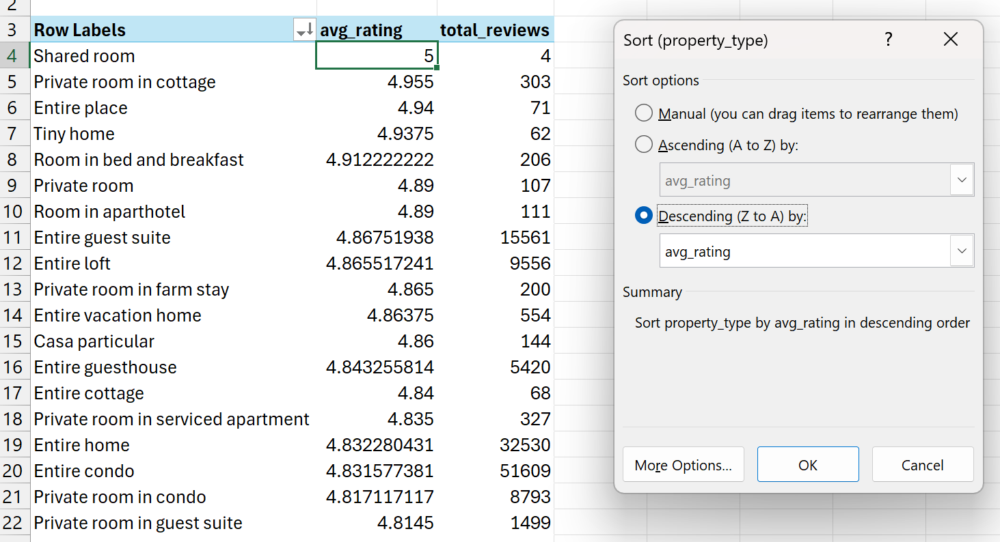 2
3 Row Labels avg_rating total_reviews
4 Shared room 5 4
5 Private room in cottage 4.955 303
6 Entire place 4.94 71
7 Tiny home 4.9375 62
8 Room in bed and breakfast 4.912222222 206
9 Private room 4.89 107
10 Room in aparthotel 4.89 111
11 Entire guest suite 4.86751938 15561
12 Entire loft 4.865517241 9556
13 Private room in farm stay 4.865 200
14 Entire vacation home 4.86375 554
15 Casa particular 4.86 144
16 Entire guesthouse 4.843255814 5420
17 Entire cottage 4.84 68
18 Private room in serviced apartment 4.835 327
19 Entire home 4.832280431 32530
20 Entire condo 4.831577381 51609
21 Private room in condo 4.817117117 8793
22 Private room in guest suite 4.8145 1499
Sort (property_type) ?
Sort options
Manual (you can drag items to rearrange them)
Ascending (A to Z) by:
avg_rating
Descending (Z to A) by:
avg_rating
Summary
Sort property_type by avg_rating in descending order
More Options... OK Cancel